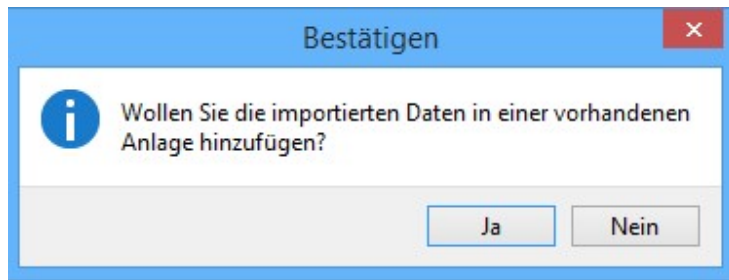 Bestätigen
Wollen Sie die importierten Daten in einer vorhandenen
Anlage hinzufügen?
Ja Nein